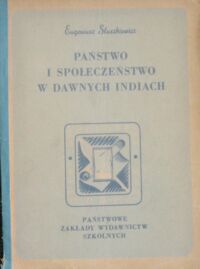 Eugeniusz Słuszkiewicz
PAŃSTWO
I SPOŁECZEŃSTWO
W DAWNYCH INDIACH
PAŃSTWOWE
ZAKŁADY WYDAWNICTW
SZKOLNYCH